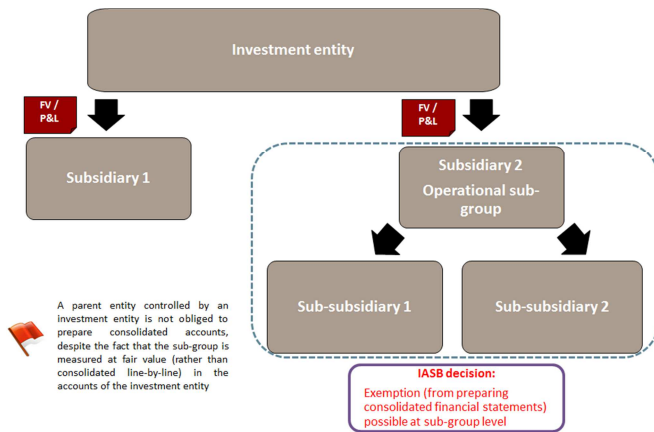 Investment entity
FV /
P&L
FV /
P&L
Subsidiary 1
Subsidiary 2
Operational sub-
group
Sub-subsidiary 1
Sub-subsidiary 2
A parent entity controlled by an
investment entity is not obliged to
prepare consolidated accounts,
despite the fact that the sub-group is
measured at fair value (rather than
consolidated line-by-line) in the
accounts of the investment entity
IASB decision:
Exemption (from preparing
consolidated financial statements)
possible at sub-group level